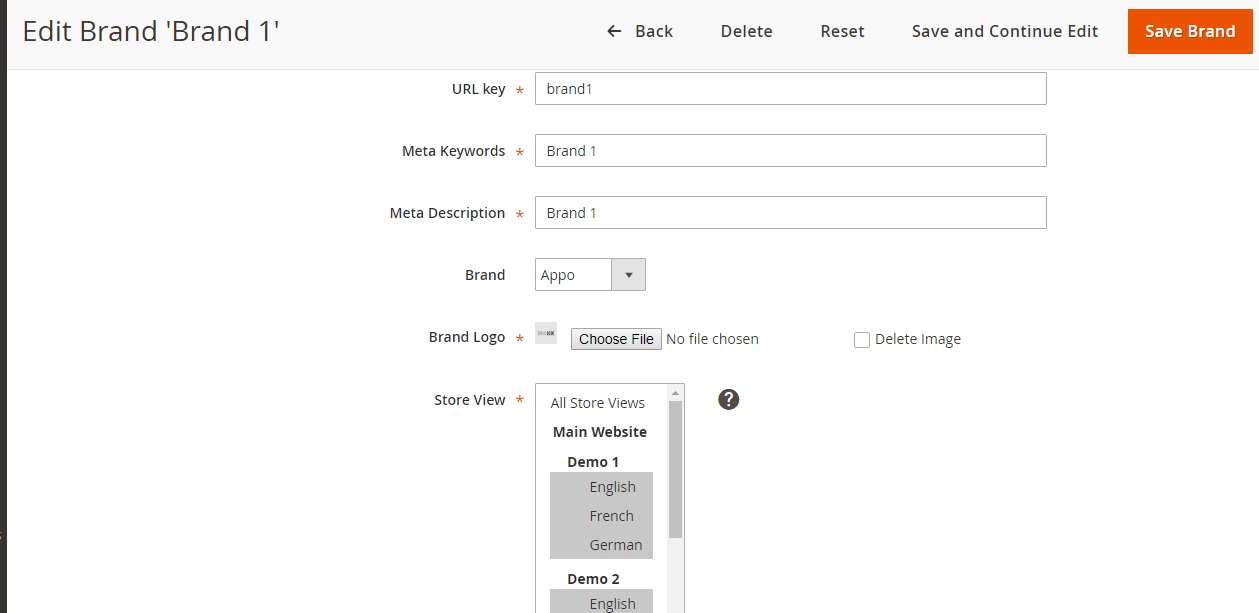 Edit Brand 'Brand 1'
← Back Delete Reset Save and Continue Edit Save Brand
URL key * brand1
Meta Keywords * Brand 1
Meta Description * Brand 1
Brand Appo
Brand Logo * Choose File No file chosen Delete Image
Store View * All Store Views ?
Main Website
Demo 1
English
French
German
Demo 2
English